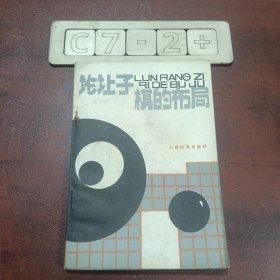 C7-2+
论让子
LUN RANG ZI
QI DE BU JU
棋的布局
人民体育出版社